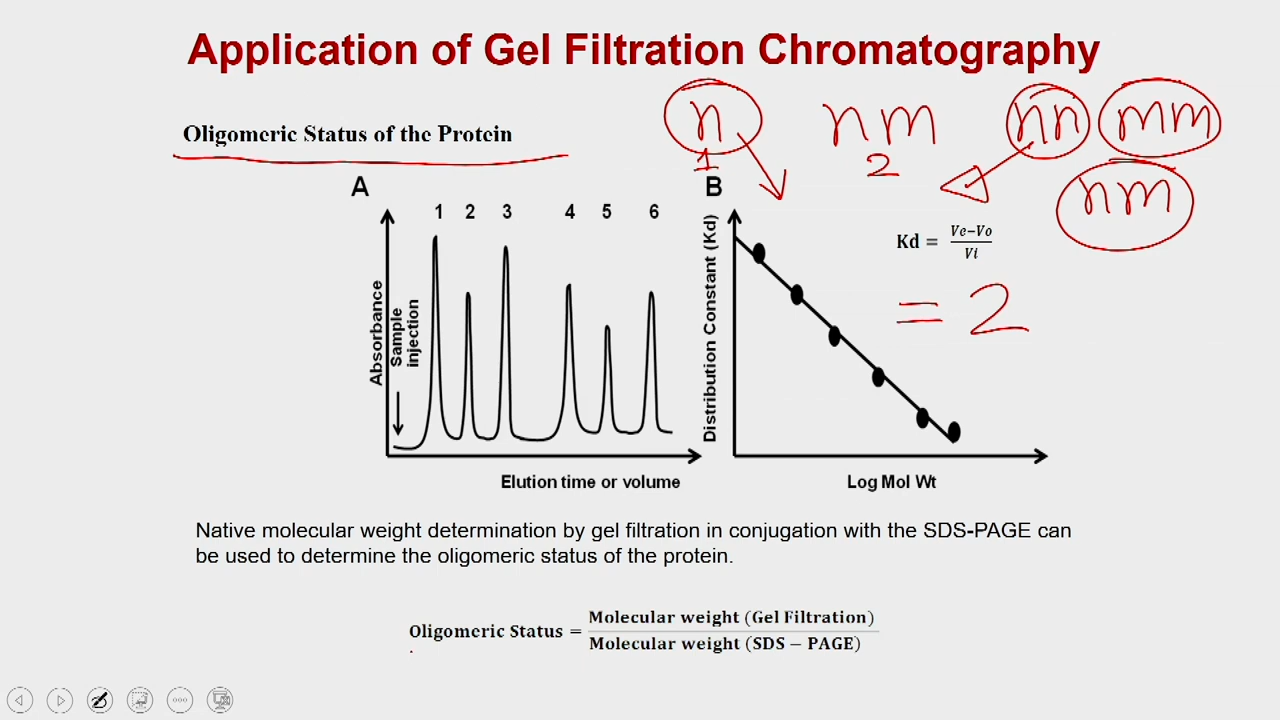 Application of Gel Filtration Chromatography
n nm nn mm
1 2
nm
Oligomeric Status of the Protein
A
1 2 3 4 5 6
Absorbance
Sample
injection
Elution time or volume
B
Distribution Constant (Kd)
Kd = Ve−Vo
Vi
= 2
Log Mol Wt
Native molecular weight determination by gel filtration in conjugation with the SDS-PAGE can
be used to determine the oligomeric status of the protein.
Oligomeric Status = Molecular weight (Gel Filtration)
Molecular weight (SDS − PAGE)